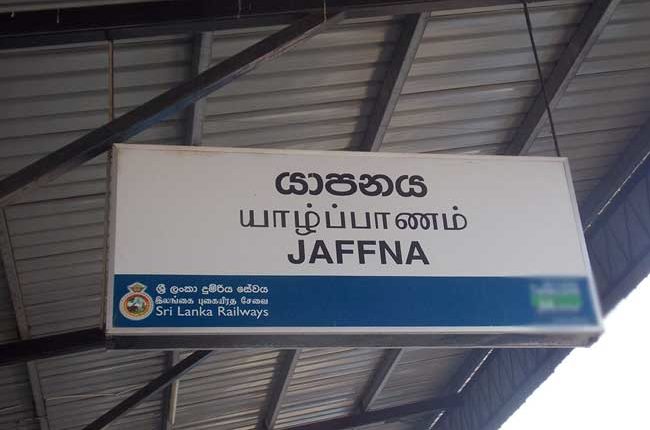 යාපනය
யாழ்ப்பாணம்
JAFFNA
ශ්‍රී ලංකා දුම්රිය සේවය
இலங்கை புகையிரத சேவை
Sri Lanka Railways